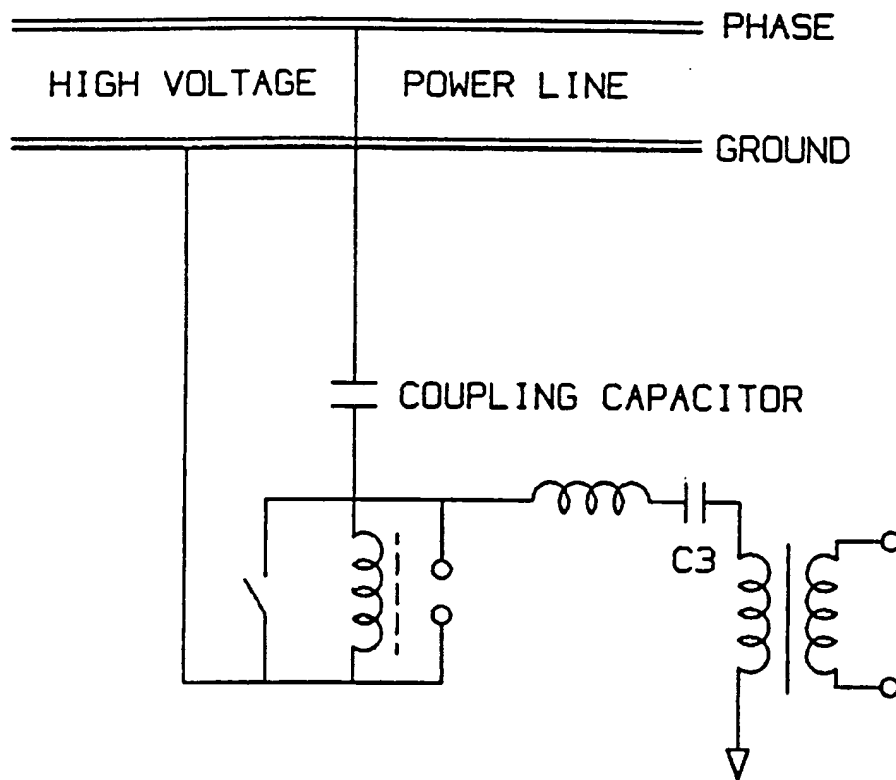 PHASE
HIGH VOLTAGE POWER LINE
GROUND
COUPLING CAPACITOR
C3